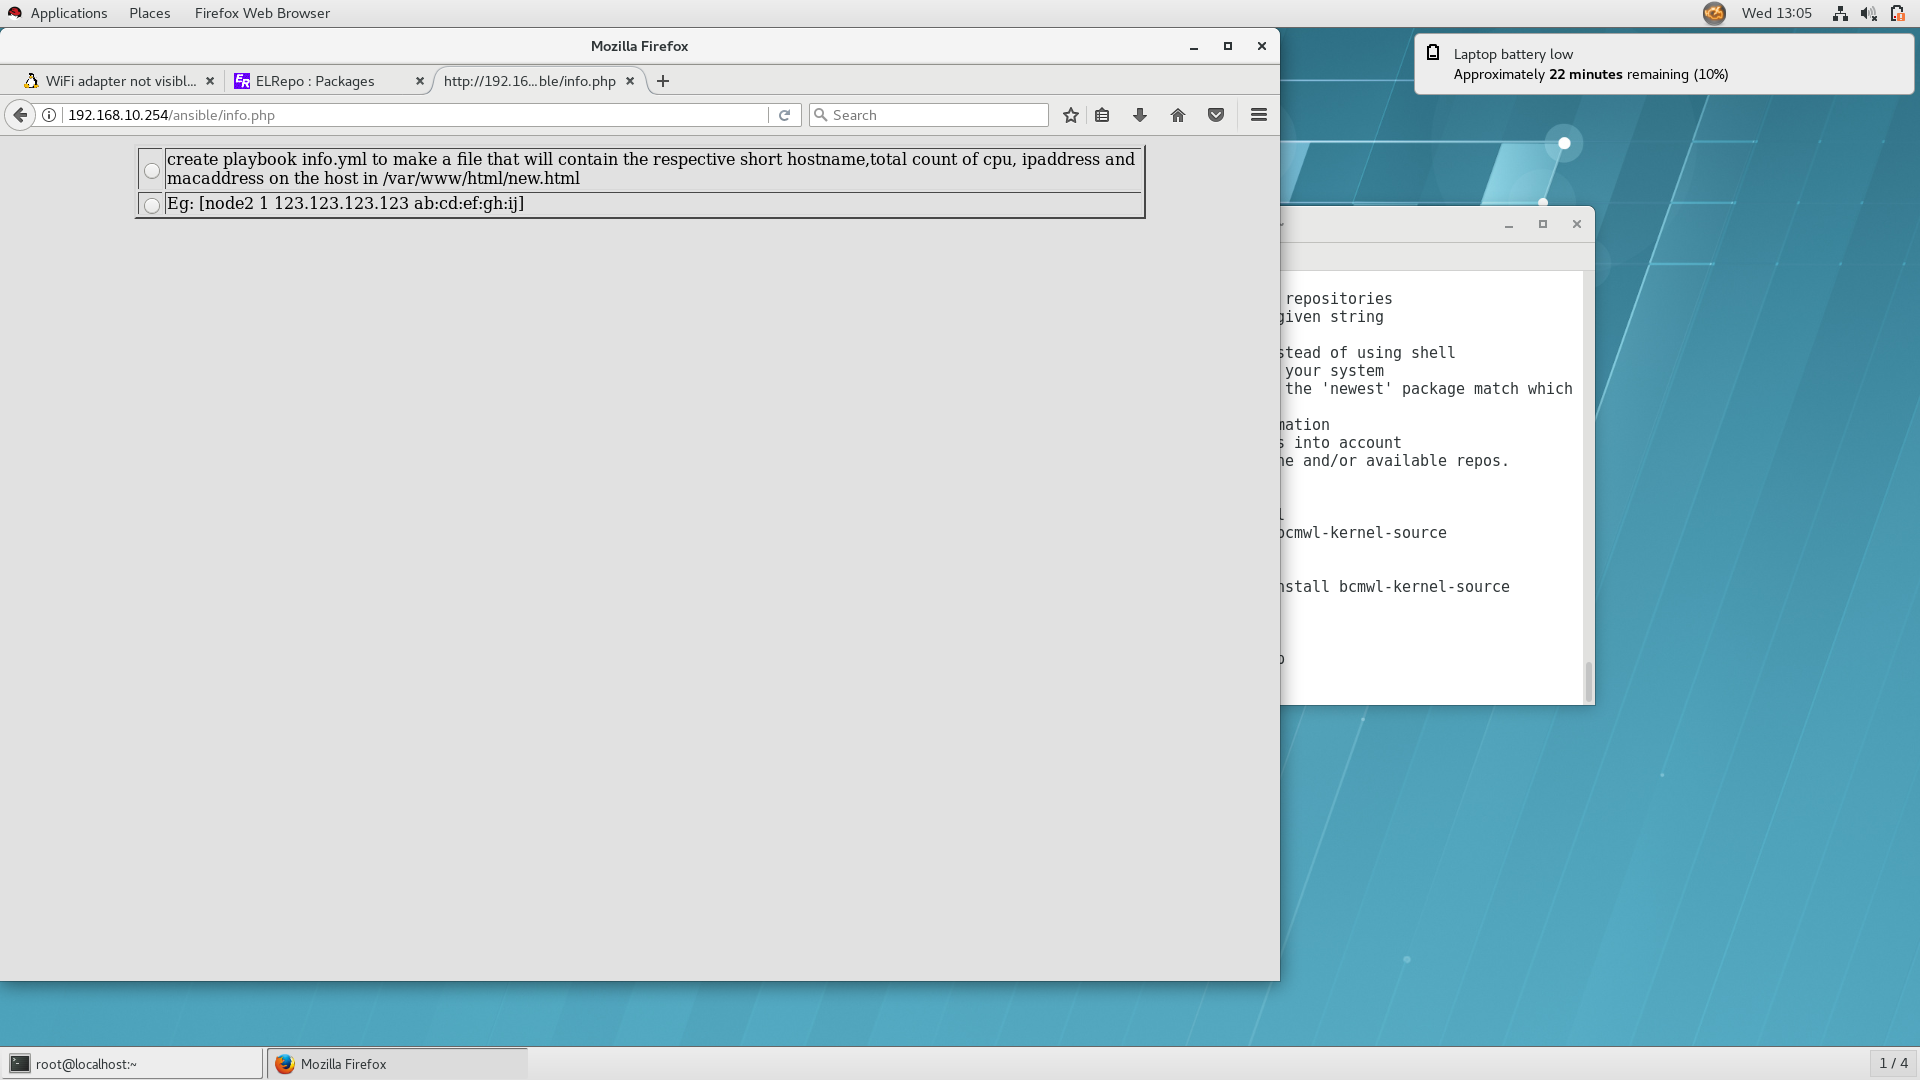 Applications Places Firefox Web Browser Wed 13:05
Mozilla Firefox
WiFi adapter not visibl... ELRepo : Packages http://192.16...ble/info.php
192.168.10.254/ansible/info.php Search
create playbook info.yml to make a file that will contain the respective short hostname,total count of cpu, ipaddress and
macaddress on the host in /var/www/html/new.html
Eg: [node2 1 123.123.123.123 ab:cd:ef:gh:ij]
Laptop battery low
Approximately 22 minutes remaining (10%)
repositories
given string
stead of using shell
your system
the 'newest' package match which
mation
s into account
ne and/or available repos.
l
bcmwl-kernel-source
nstall bcmwl-kernel-source
root@localhost:~ Mozilla Firefox 1 / 4